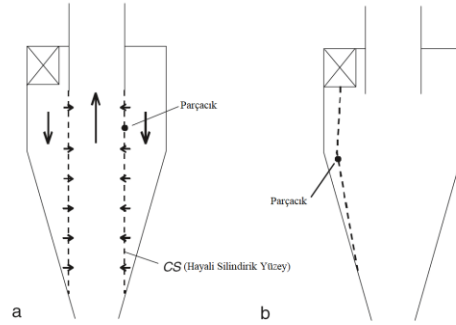 Parçacık
CS (Hayali Silindirik Yüzey)
a
Parçacık
b